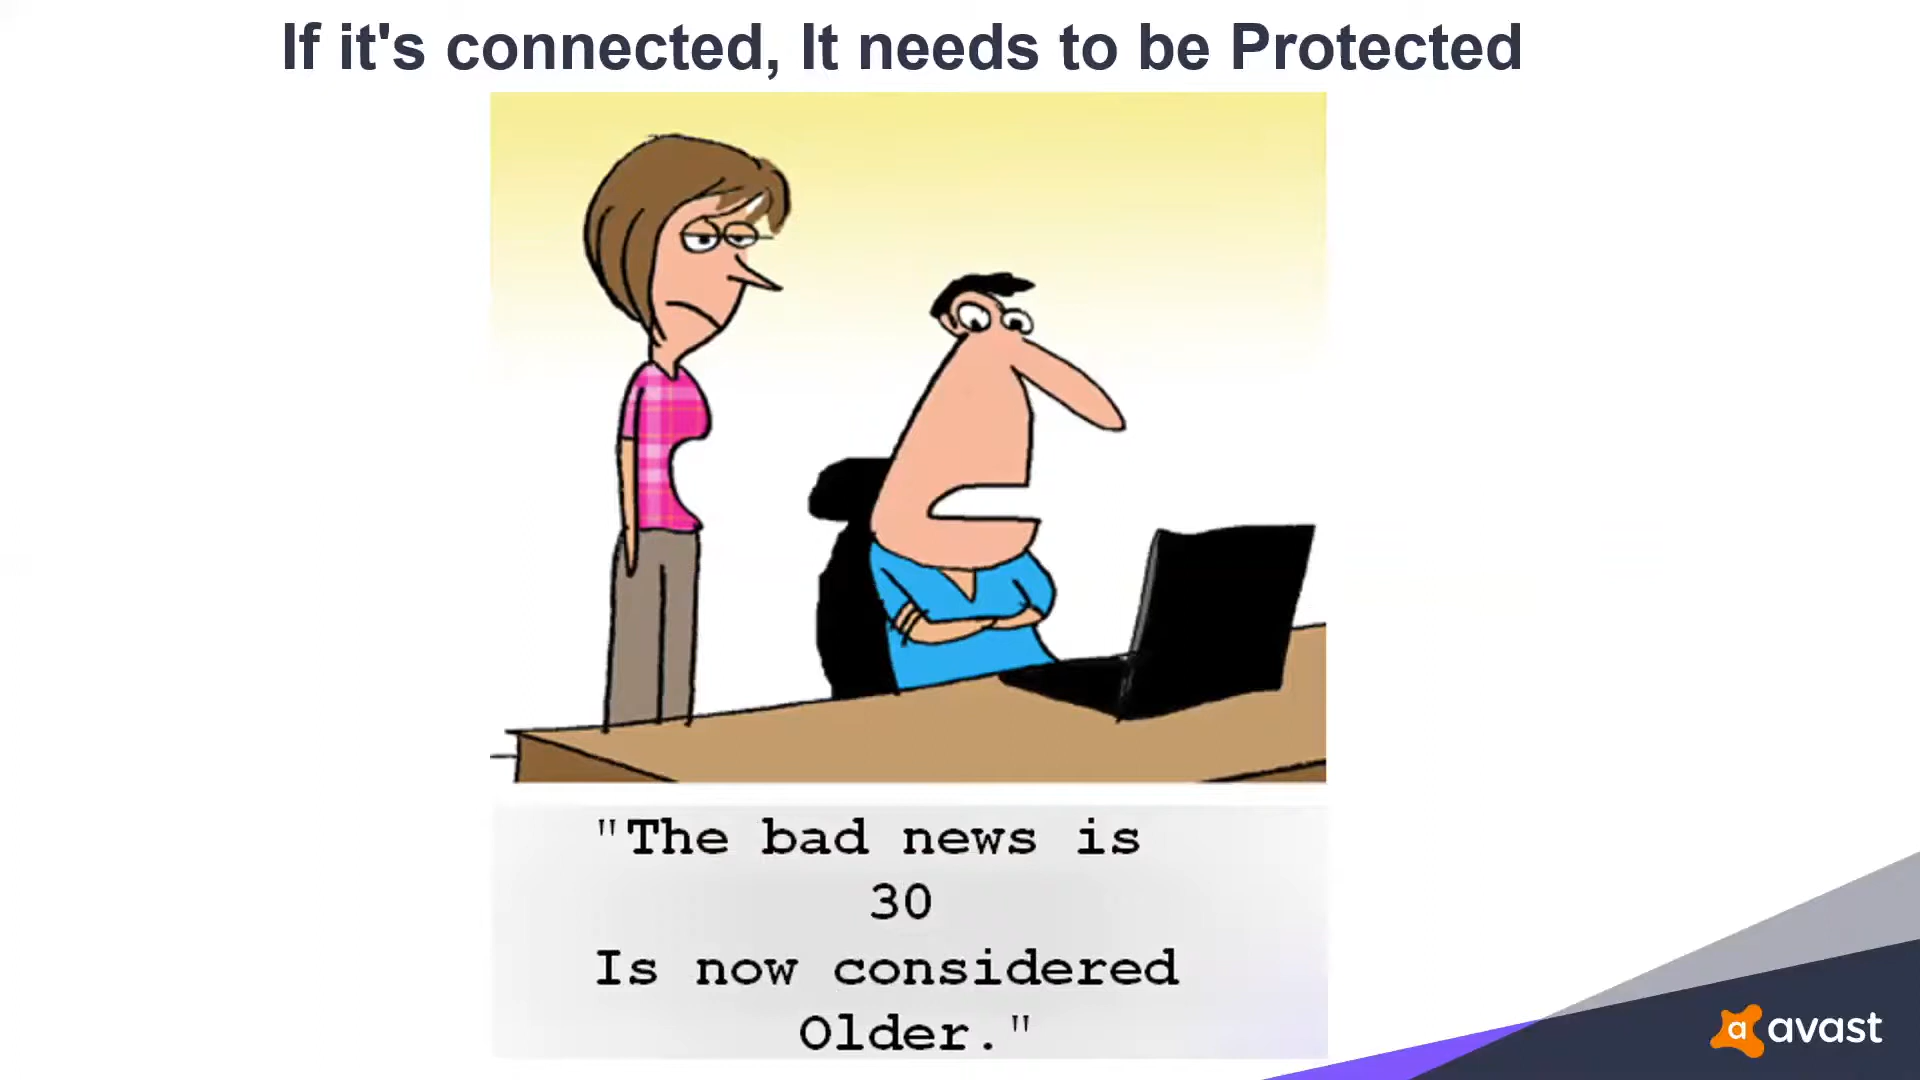 If it's connected, It needs to be Protected
"The bad news is
30
Is now considered
Older."
a avast